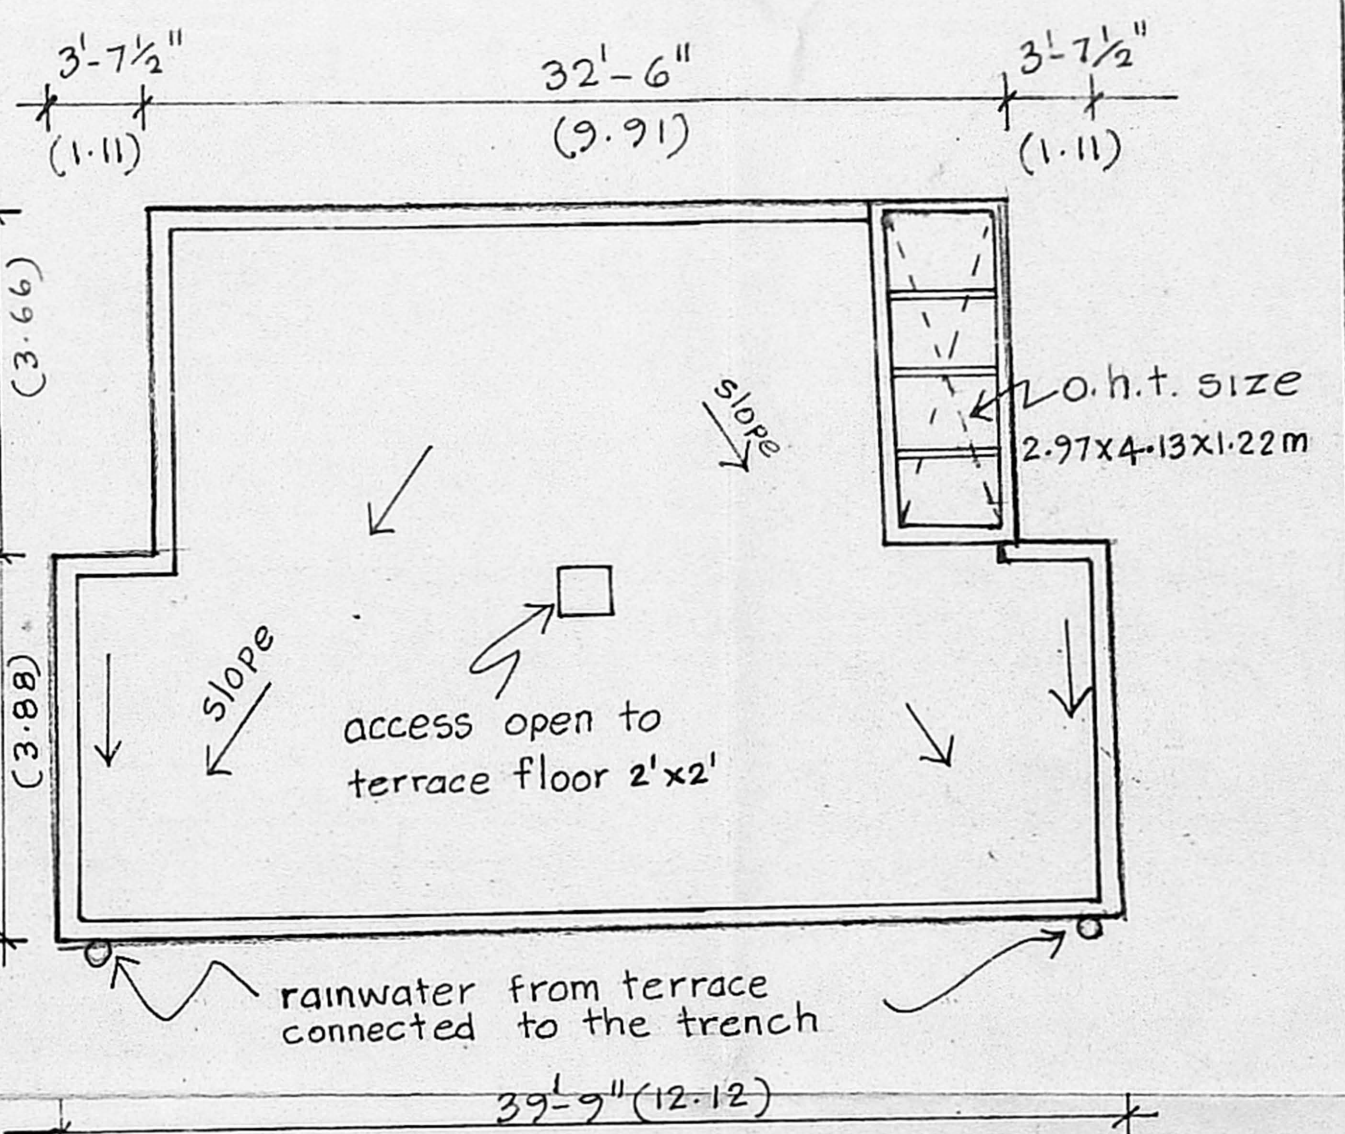 3'-7½" 32'-6" 3'-7½"
(1.11) (9.91) (1.11)
(3.66)
slope
o.h.t. size
2.97x4.13x1.22m
slope
(3.88)
access open to
terrace floor 2'x2'
rainwater from terrace
connected to the trench
39'-9" (12.12)